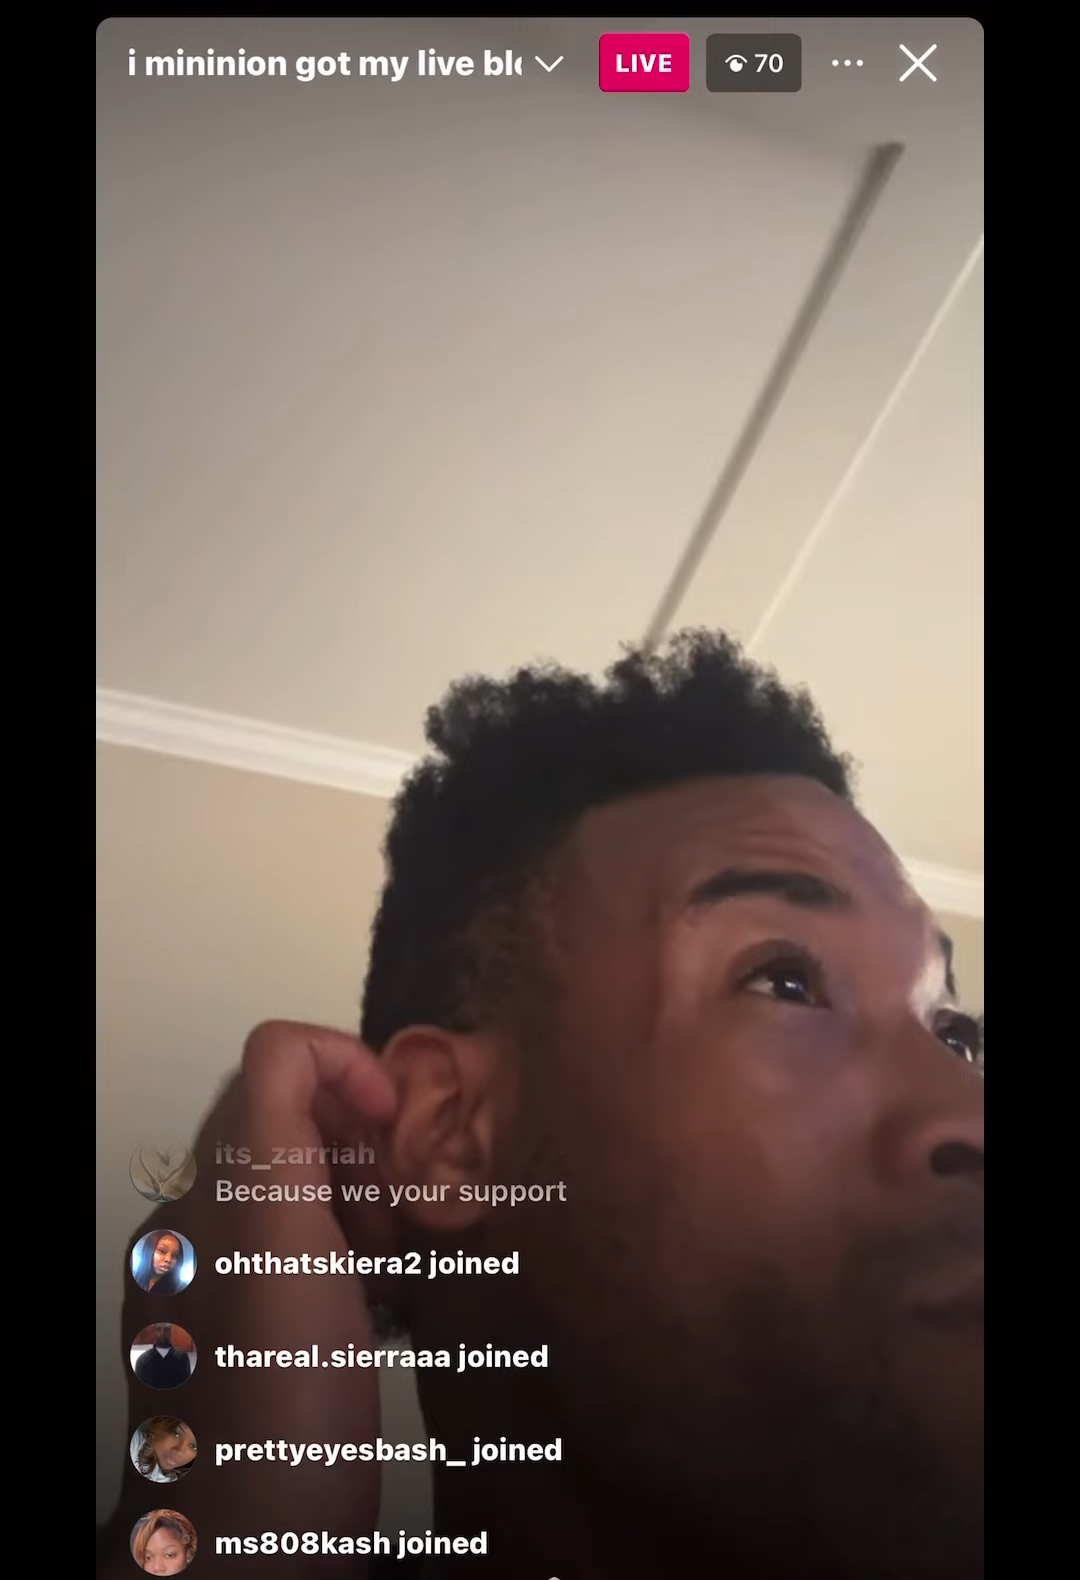 i mininion got my live blo
LIVE
70
its_zarriah
Because we your support
ohthatskiera2 joined
thareal.sierraaa joined
prettyeyesbash_ joined
ms808kash joined